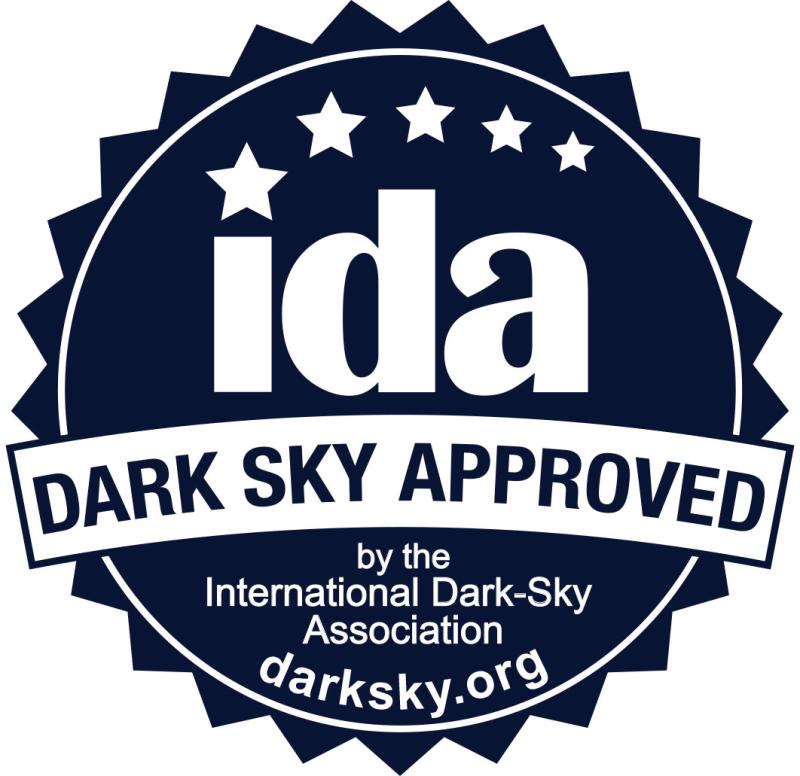 ida
DARK SKY APPROVED
by the
International Dark-Sky
Association
darksky.org